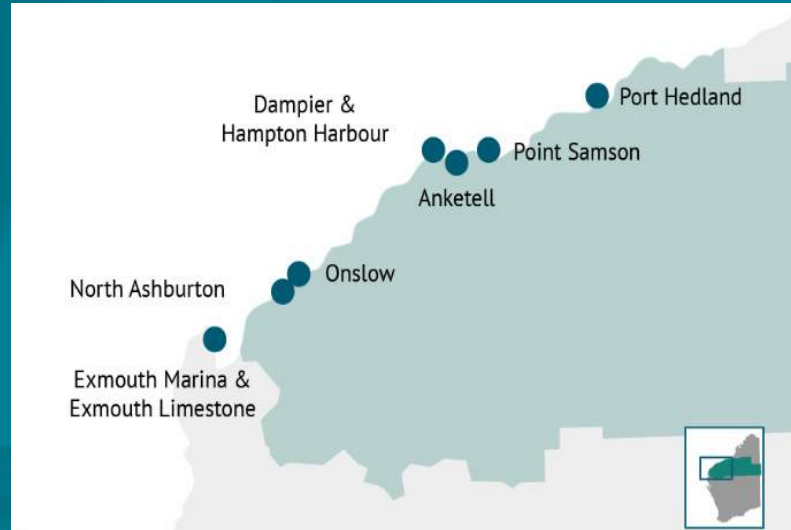 Port Hedland
Dampier &
Hampton Harbour
Point Samson
Anketell
Onslow
North Ashburton
Exmouth Marina &
Exmouth Limestone